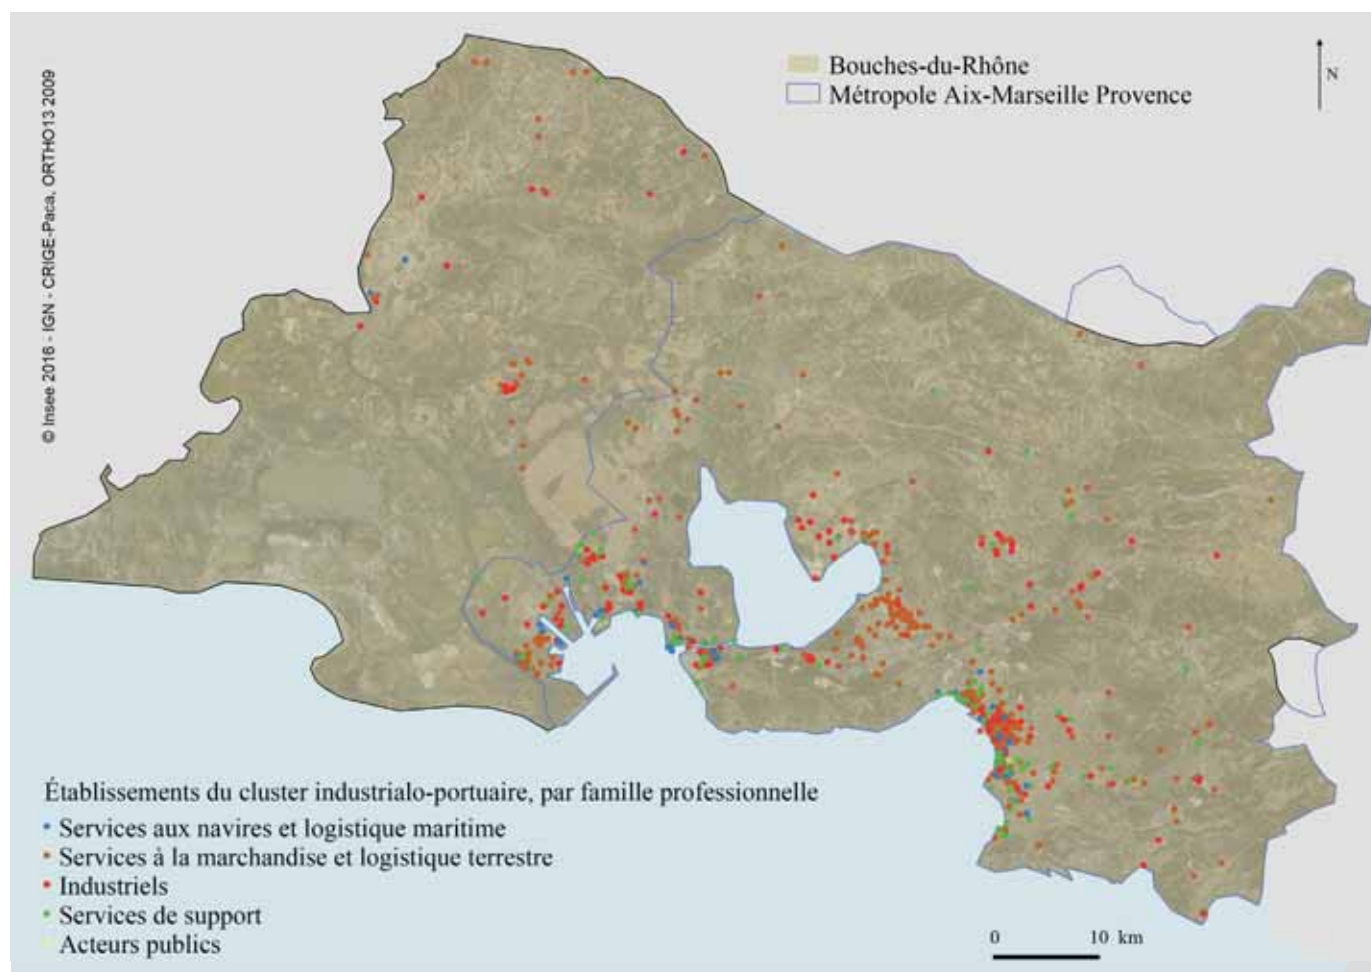 Bouches-du-Rhône
Métropole Aix-Marseille Provence
N
© Insee 2016 - IGN - CRIGE-Paca, ORTHO13 2009
Établissements du cluster industrialo-portuaire, par famille professionnelle
Services aux navires et logistique maritime
Services à la marchandise et logistique terrestre
Industriels
Services de support
Acteurs publics
0 10 km